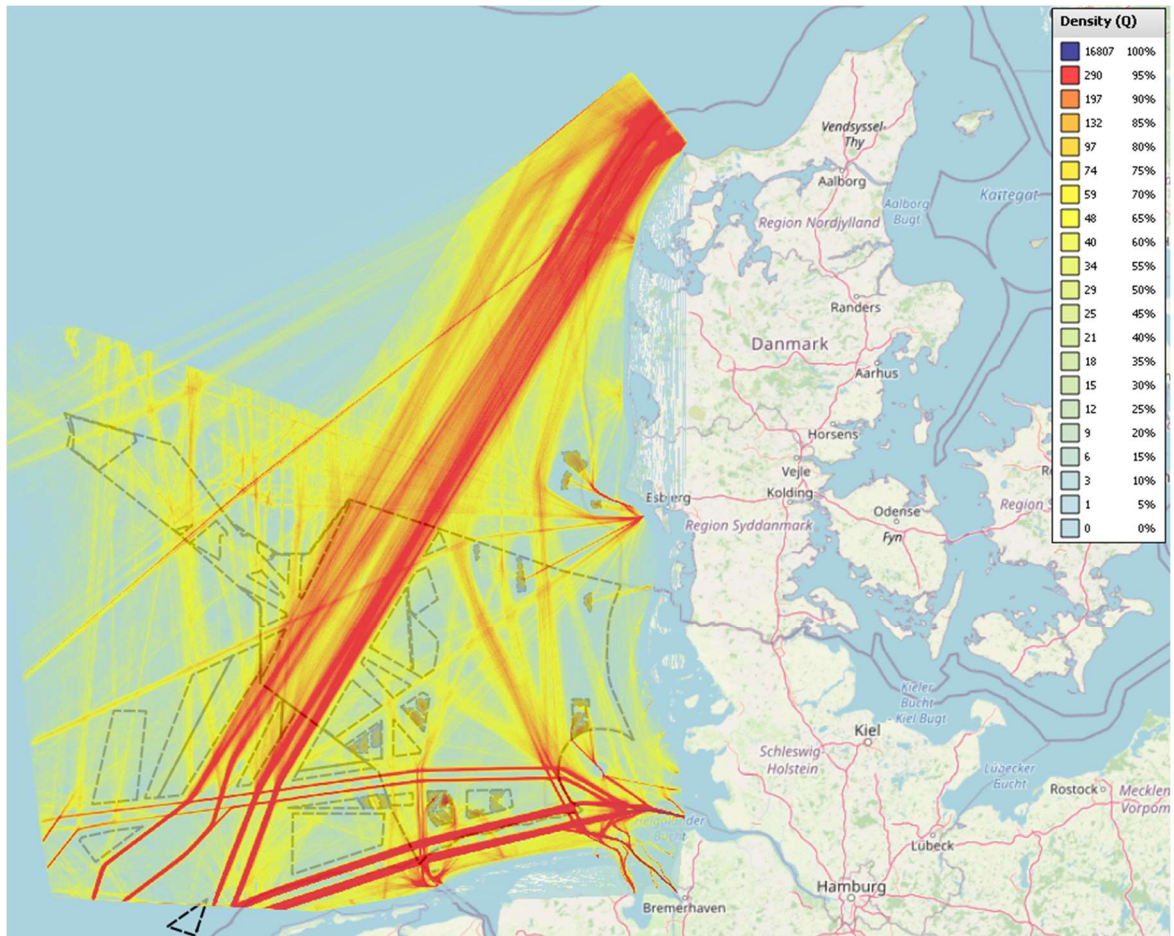 Density (Q)
16807 100%
290 95%
197 90%
132 85%
97 80%
74 75%
59 70%
48 65%
40 60%
34 55%
29 50%
25 45%
21 40%
18 35%
15 30%
12 25%
9 20%
6 15%
3 10%
1 5%
0 0%
Vendsyssel-
Thy
Aalborg
Aalborg
Bugt
Kattegat
Region Nordjylland
Randers
Danmark
Aarhus
Horsens
Vejle
Kolding
Esbjerg
Region Syddanmark
Odense
Fyn
Region S
Kieler
Bucht
- Kiel Bugt
Kiel
Schleswig-
Holstein
Lübecker
Bucht
Rostock
Mecklen
Vorpom
Bucht
Lübeck
Hamburg
Bremerhaven